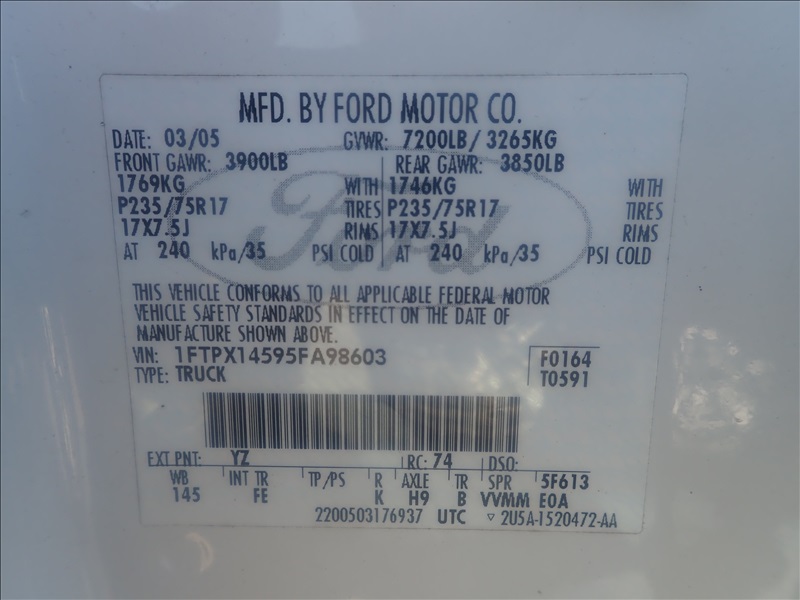 MFD. BY FORD MOTOR CO.
DATE: 03/05 GVWR: 7200LB/ 3265KG
FRONT GAWR: 3900LB REAR GAWR: 3850LB
1769KG WITH 1746KG WITH
P235/75R17 TIRES P235/75R17 TIRES
17X7.5J RIMS 17X7.5J RIMS
AT 240 kPa/35 PSI COLD AT 240 kPa/35 PSI COLD
Ford
THIS VEHICLE CONFORMS TO ALL APPLICABLE FEDERAL MOTOR
VEHICLE SAFETY STANDARDS IN EFFECT ON THE DATE OF
MANUFACTURE SHOWN ABOVE.
VIN: 1FTPX14595FA98603 F0164
TYPE: TRUCK T0591
EXT PNT: YZ RC: 74 DSO:
WB INT TR TP/PS R AXLE TR SPR 5F613
145 FE K H9 B VVMM EOA
2200503176937 UTC ▽ 2U5A-1520472-AA